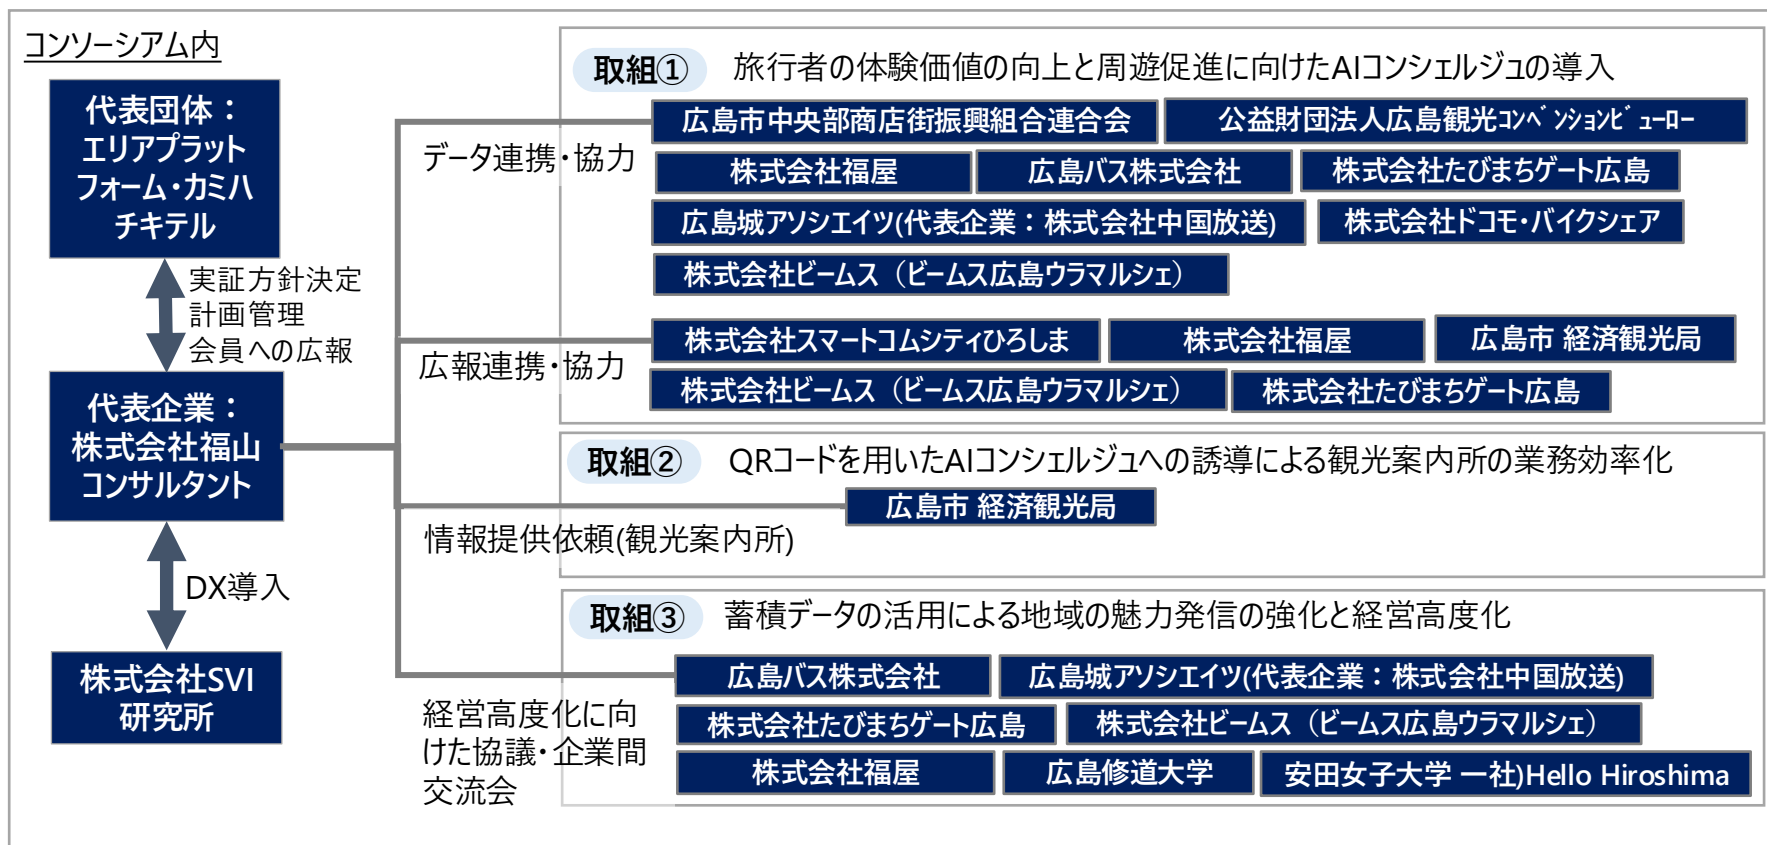 コンソーシアム内
代表団体：
エリアプラット
フォーム・カミハ
チキテル
実証方針決定
計画管理
会員への広報
代表企業：
株式会社福山
コンサルタント
DX導入
株式会社SVI
研究所
取組① 旅行者の体験価値の向上と周遊促進に向けたAIコンシェルジュの導入
データ連携・協力
広島市中央部商店街振興組合連合会 公益財団法人広島観光ｺﾝﾍﾞﾝｼｮﾝﾋﾞｭｰﾛｰ
株式会社福屋 広島バス株式会社 株式会社たびまちゲート広島
広島城アソシエイツ(代表企業：株式会社中国放送) 株式会社ドコモ・バイクシェア
株式会社ビームス（ビームス広島ウラマルシェ）
広報連携・協力
株式会社スマートコムシティひろしま 株式会社福屋 広島市 経済観光局
株式会社ビームス（ビームス広島ウラマルシェ） 株式会社たびまちゲート広島
取組② QRコードを用いたAIコンシェルジュへの誘導による観光案内所の業務効率化
広島市 経済観光局
情報提供依頼(観光案内所)
取組③ 蓄積データの活用による地域の魅力発信の強化と経営高度化
経営高度化に向
けた協議・企業間
交流会
広島バス株式会社 広島城アソシエイツ(代表企業：株式会社中国放送)
株式会社たびまちゲート広島 株式会社ビームス（ビームス広島ウラマルシェ）
株式会社福屋 広島修道大学 安田女子大学 一社)Hello Hiroshima